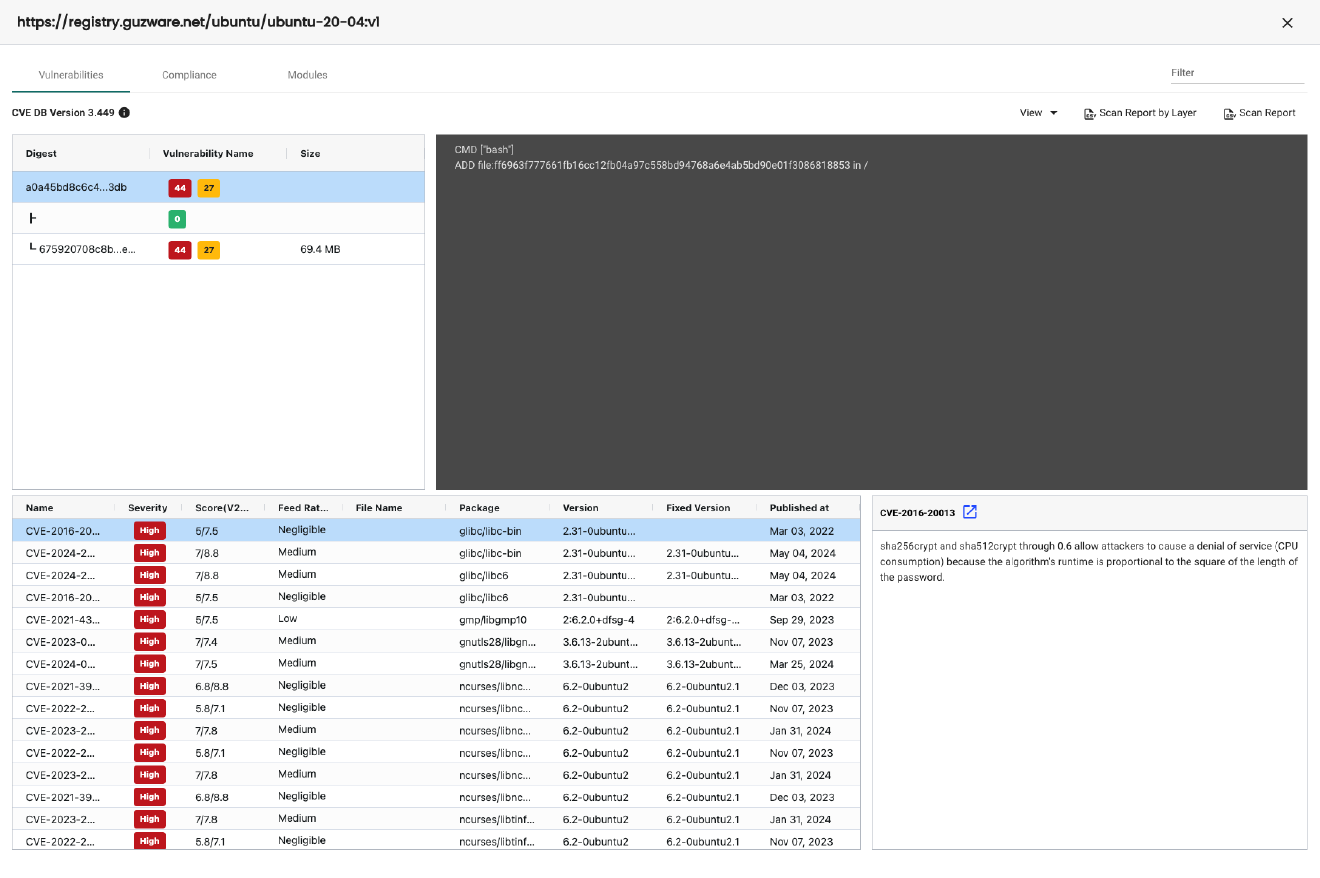 https://registry.guzware.net/ubuntu/ubuntu-20-04:v1
Vulnerabilities Compliance Modules Filter
CVE DB Version 3.449 View Scan Report by Layer Scan Report
Digest Vulnerability Name Size
a0a45bd8c6c4...3db 44 27
0
675920708c8b...e... 44 27 69.4 MB
CMD ["bash"]
ADD file:ff6963f777661fb16cc12fb04a97c558bd94768a6e4ab5bd90e01f3086818853 in /
Name Severity Score(V2... Feed Rat... File Name Package Version Fixed Version Published at
CVE-2016-20... High 5/7.5 Negligible glibc/libc-bin 2.31-0ubuntu... Mar 03, 2022
CVE-2024-2... High 7/8.8 Medium glibc/libc-bin 2.31-0ubuntu... 2.31-0ubuntu... May 04, 2024
CVE-2024-2... High 7/8.8 Medium glibc/libc6 2.31-0ubuntu... 2.31-0ubuntu... May 04, 2024
CVE-2016-20... High 5/7.5 Negligible glibc/libc6 2.31-0ubuntu... Mar 03, 2022
CVE-2021-43... High 5/7.5 Low gmp/libgmp10 2:6.2.0+dfsg-4 2:6.2.0+dfsg-... Sep 29, 2023
CVE-2023-0... High 7/7.4 Medium gnutls28/libgn... 3.6.13-2ubunt... 3.6.13-2ubunt... Nov 07, 2023
CVE-2024-0... High 7/7.5 Medium gnutls28/libgn... 3.6.13-2ubunt... 3.6.13-2ubunt... Mar 25, 2024
CVE-2021-39... High 6.8/8.8 Negligible ncurses/libnc... 6.2-0ubuntu2 6.2-0ubuntu2.1 Dec 03, 2023
CVE-2022-2... High 5.8/7.1 Negligible ncurses/libnc... 6.2-0ubuntu2 6.2-0ubuntu2.1 Nov 07, 2023
CVE-2023-2... High 7/7.8 Medium ncurses/libnc... 6.2-0ubuntu2 6.2-0ubuntu2.1 Jan 31, 2024
CVE-2022-2... High 5.8/7.1 Negligible ncurses/libnc... 6.2-0ubuntu2 6.2-0ubuntu2.1 Nov 07, 2023
CVE-2023-2... High 7/7.8 Medium ncurses/libnc... 6.2-0ubuntu2 6.2-0ubuntu2.1 Jan 31, 2024
CVE-2021-39... High 6.8/8.8 Negligible ncurses/libnc... 6.2-0ubuntu2 6.2-0ubuntu2.1 Dec 03, 2023
CVE-2023-2... High 7/7.8 Medium ncurses/libtinf... 6.2-0ubuntu2 6.2-0ubuntu2.1 Jan 31, 2024
CVE-2022-2... High 5.8/7.1 Negligible ncurses/libtinf... 6.2-0ubuntu2 6.2-0ubuntu2.1 Nov 07, 2023
CVE-2016-20013
sha256crypt and sha512crypt through 0.6 allow attackers to cause a denial of service (CPU
consumption) because the algorithm's runtime is proportional to the square of the length of
the password.